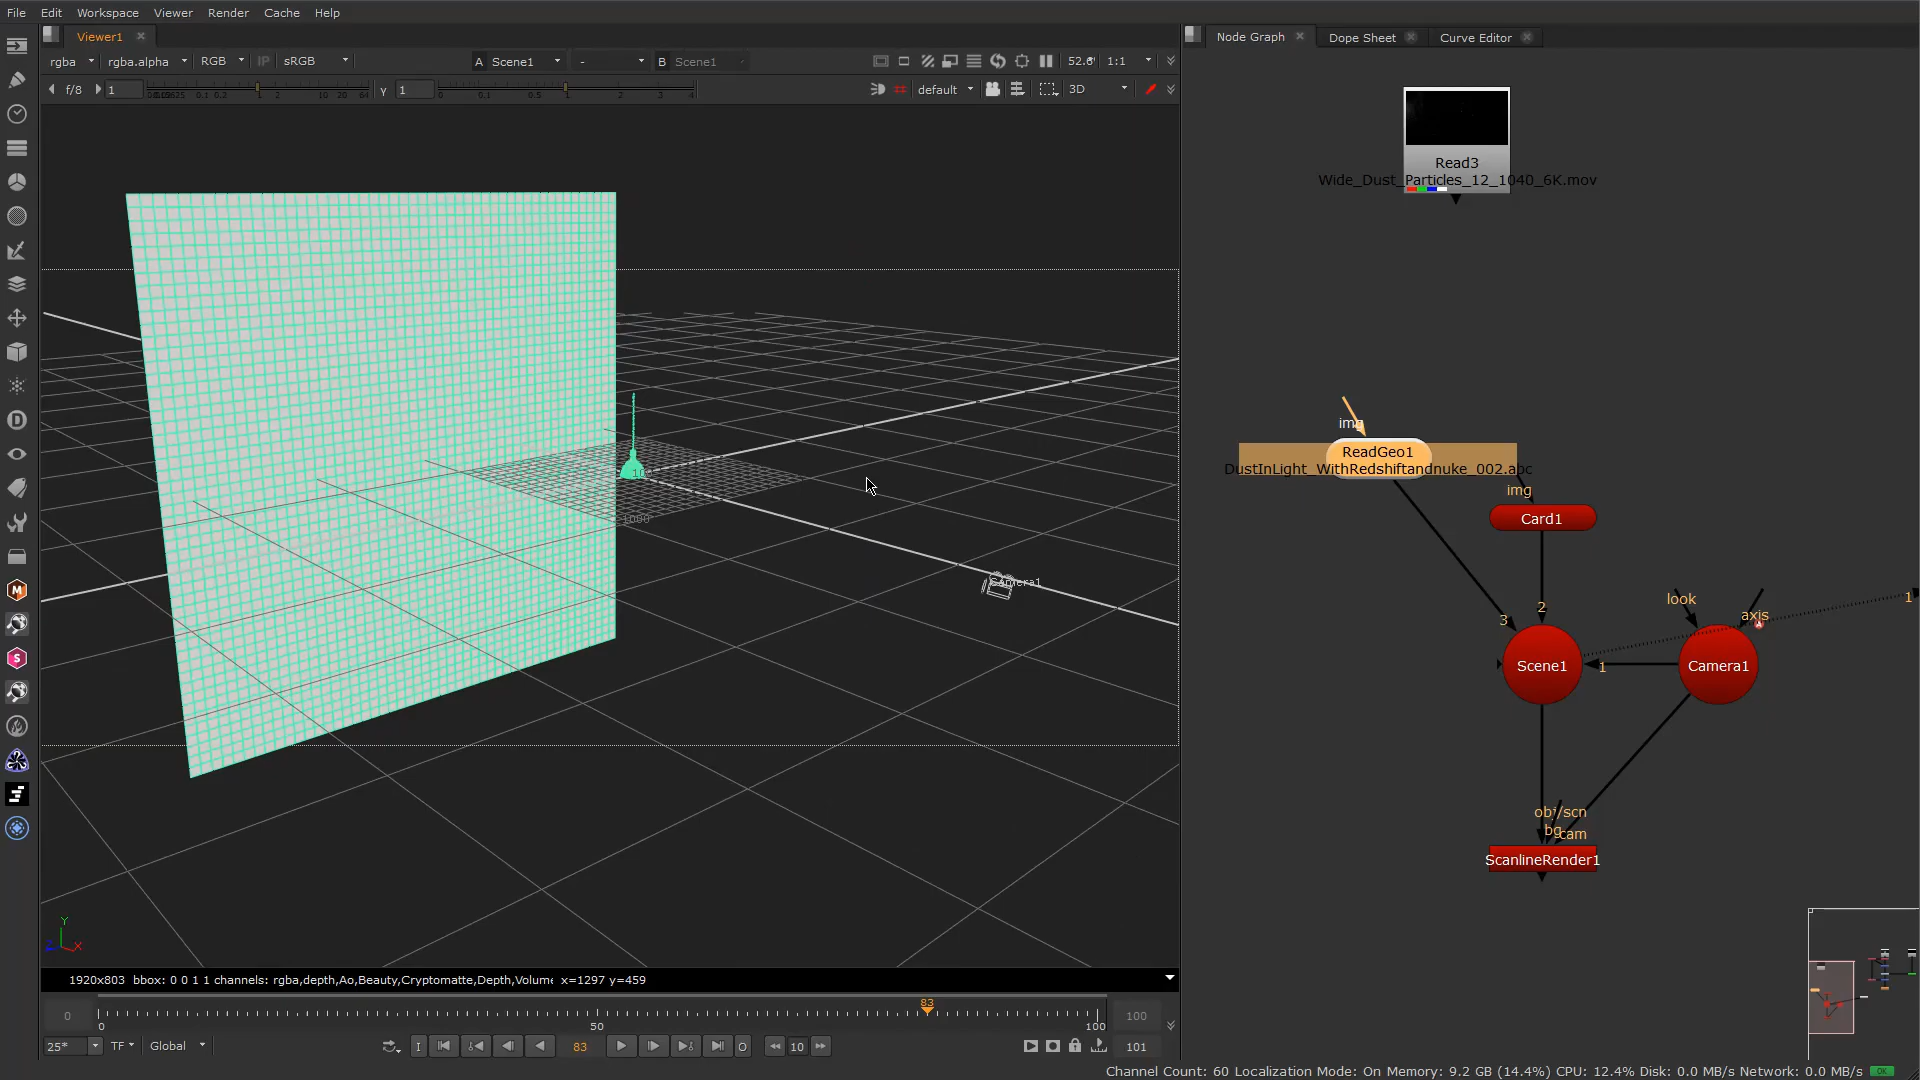 File Edit Workspace Viewer Render Cache Help
Viewer1
rgba rgba.alpha RGB IP sRGB A Scene1 - B Scene1 1:1
f/8 1 y 1 default 3D
10
1000
Camera1
Y
Z X
1920x803 bbox: 0 0 1 1 channels: rgba,depth,Ao,Beauty,Cryptomatte,Depth,Volume x=1297 y=459
83
0 0 50 100 100
25* TF Global I 83 O 10 101
Node Graph Dope Sheet Curve Editor
Read3
Wide_Dust_Particles_12_1040_6K.mov
img
ReadGeo1
DustInLight_WithRedshiftandnuke_002.abc
img
Card1
look axis 1
3 2
Scene1 1 Camera1
obj/scn
bg cam
ScanlineRender1
Channel Count: 60 Localization Mode: On Memory: 9.2 GB (14.4%) CPU: 12.4% Disk: 0.0 MB/s Network: 0.0 MB/s OK